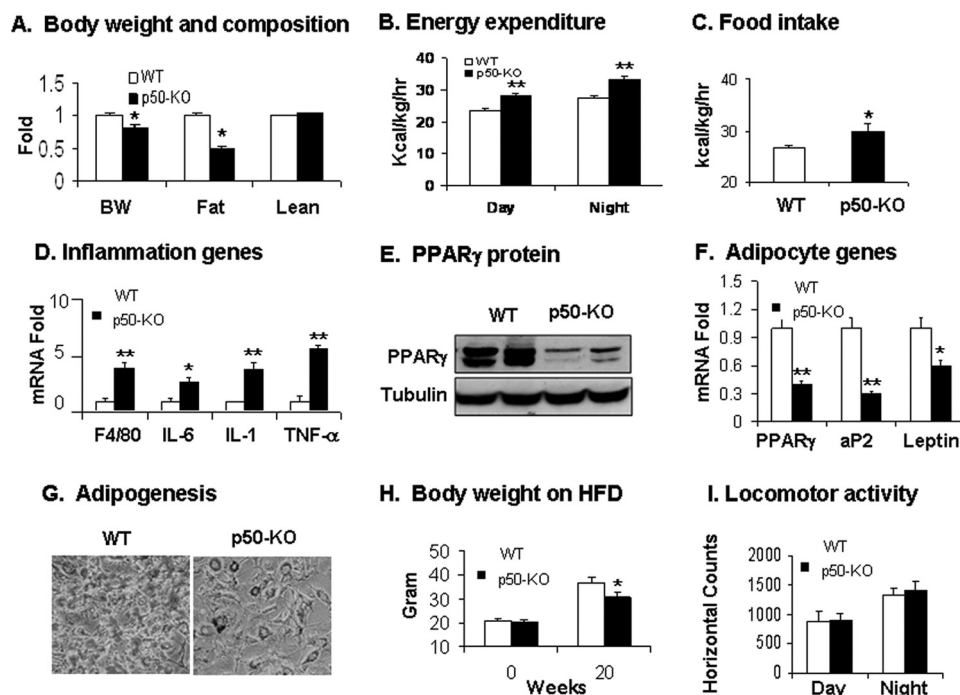 A. Body weight and composition
Fold
1.5
1
0.5
0
WT
p50-KO
*
*
BW Fat Lean
B. Energy expenditure
Kcal/kg/hr
40
30
20
10
0
WT
p50-KO
**
**
Day Night
C. Food intake
kcal/kg/hr
40
30
20
*
WT p50-KO
D. Inflammation genes
mRNA Fold
10
5
0
WT
p50-KO
**
*
**
**
F4/80 IL-6 IL-1 TNF-α
E. PPARγ protein
WT p50-KO
PPARγ
Tubulin
F. Adipocyte genes
mRNA Fold
1.5
1.2
0.9
0.6
0.3
0
WT
p50-KO
**
**
*
PPARγ aP2 Leptin
G. Adipogenesis
WT p50-KO
H. Body weight on HFD
Gram
50
40
30
20
10
WT
p50-KO
*
0 20
Weeks
I. Locomotor activity
Horizontal Counts
2000
1500
1000
500
0
WT
p50-KO
Day Night